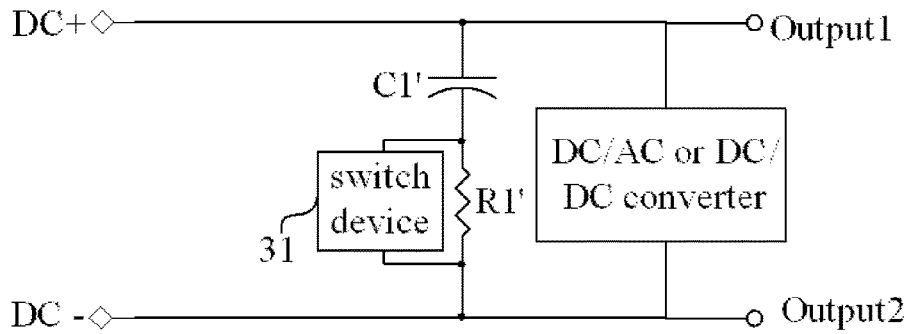 DC+
Output1
C1'
DC/AC or DC/
DC converter
switch
device
R1'
31
DC -
Output2